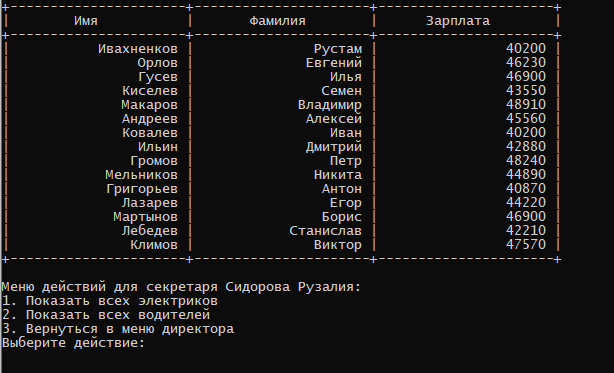 +----------------------+----------------------+----------------------+
|        Имя           |       Фамилия        |      Зарплата        |
+----------------------+----------------------+----------------------+
|           Ивахненков |               Рустам |                40200 |
|                Орлов |              Евгений |                46230 |
|                Гусев |                 Илья |                46900 |
|              Киселев |                Семен |                43550 |
|              Макаров |             Владимир |                48910 |
|              Андреев |              Алексей |                45560 |
|              Ковалев |                 Иван |                40200 |
|                Ильин |              Дмитрий |                42880 |
|               Громов |                 Петр |                48240 |
|            Мельников |               Никита |                44890 |
|            Григорьев |                Антон |                40870 |
|              Лазарев |                 Егор |                44220 |
|             Мартынов |                Борис |                46900 |
|              Лебедев |            Станислав |                42210 |
|               Климов |               Виктор |                47570 |
+----------------------+----------------------+----------------------+
Меню действий для секретаря Сидорова Рузалия:
1. Показать всех электриков
2. Показать всех водителей
3. Вернуться в меню директора
Выберите действие: